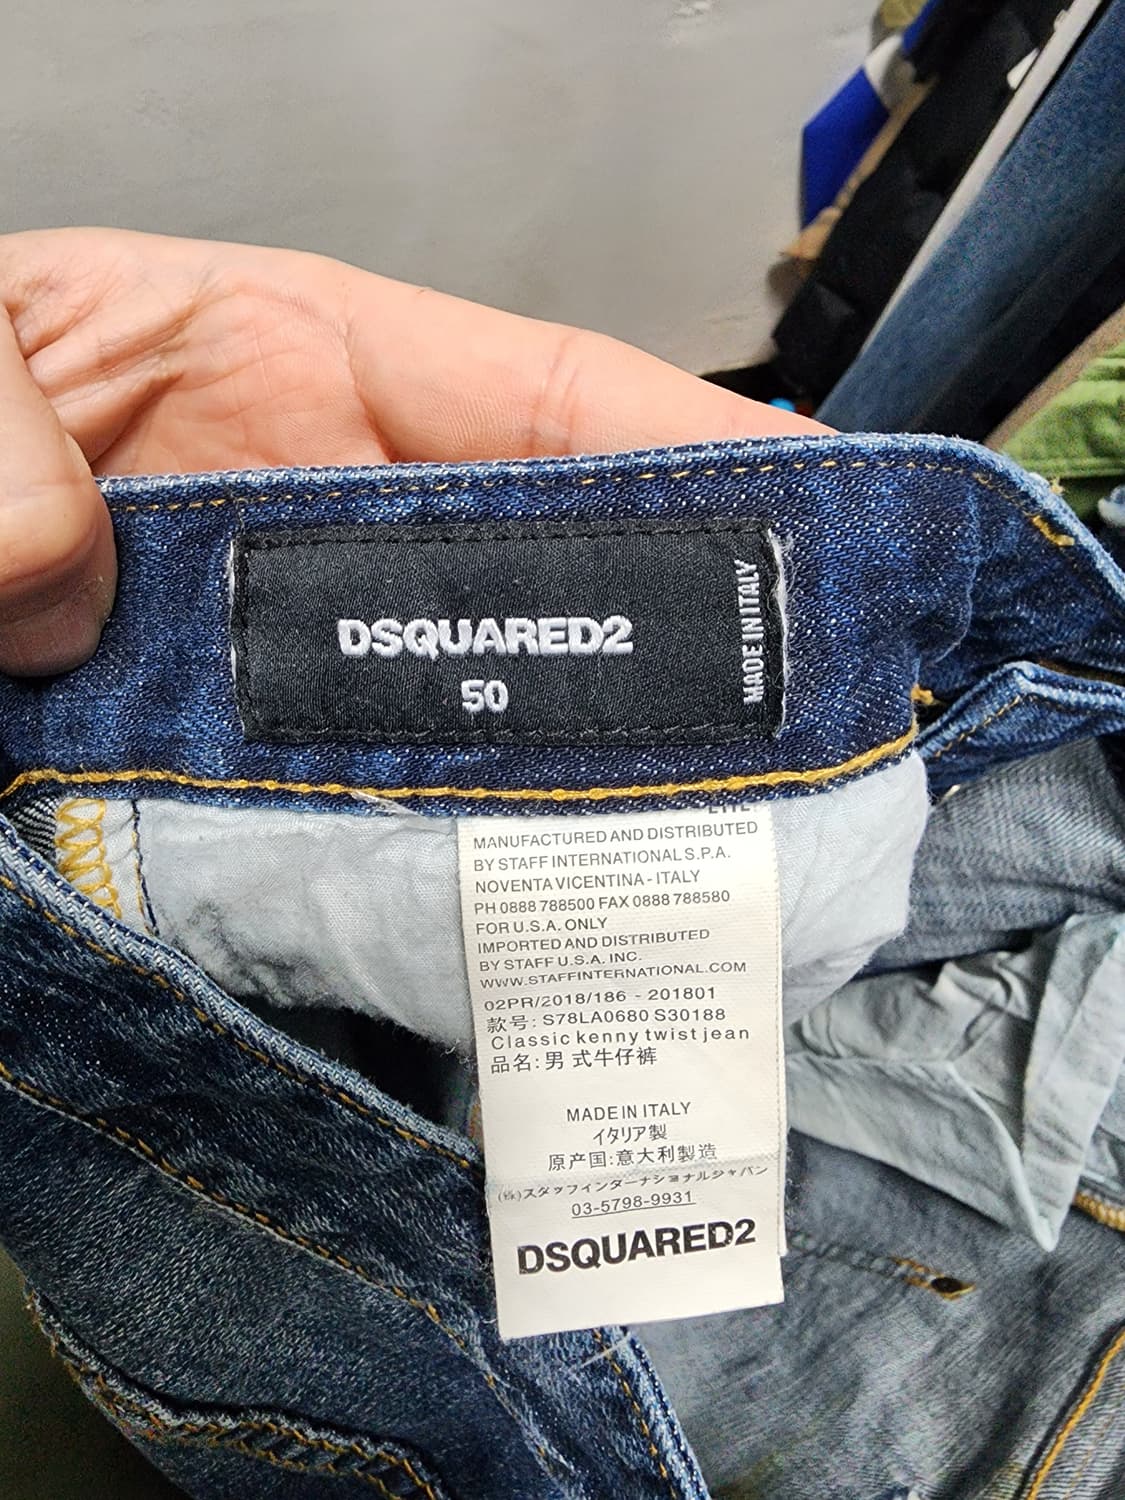 DSQUARED2
50
MADE IN ITALY
MANUFACTURED AND DISTRIBUTED
BY STAFF INTERNATIONAL S.P.A.
NOVENTA VICENTINA - ITALY
PH 0888 788500 FAX 0888 788580
FOR U.S.A. ONLY
IMPORTED AND DISTRIBUTED
BY STAFF U.S.A. INC.
WWW.STAFFINTERNATIONAL.COM
02PR/2018/186 - 201801
款号: S78LA0680 S30188
Classic kenny twist jean
品名: 男 式牛仔裤
MADE IN ITALY
イタリア製
原产国:意大利製造
(株)スタッフインターナショナルジャパン
03-5798-9931
DSQUARED2